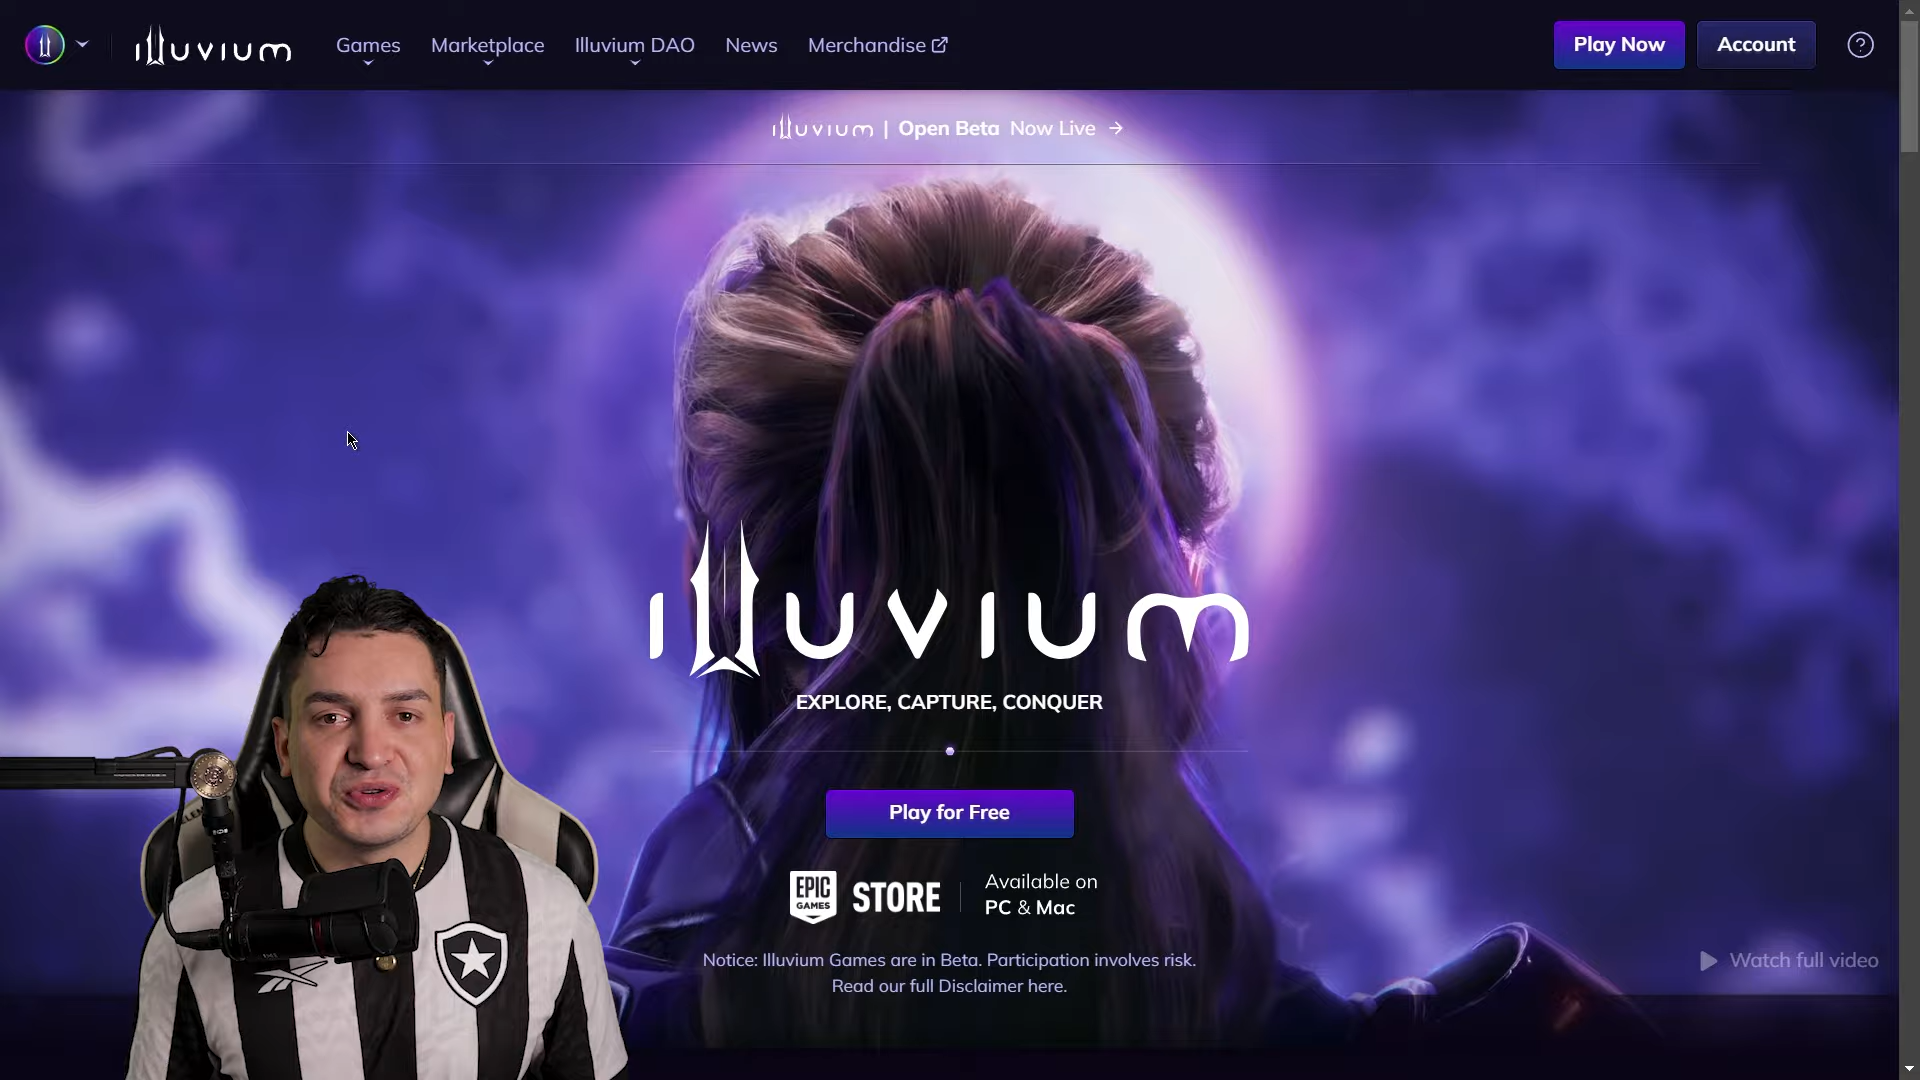 illuvium
Games
Marketplace
Illuvium DAO
News
Merchandise
Play Now
Account
?
illuvium | Open Beta Now Live →
illuvium
EXPLORE, CAPTURE, CONQUER
Play for Free
EPIC
GAMES
STORE
Available on
PC & Mac
Notice: Illuvium Games are in Beta. Participation involves risk.
Read our full Disclaimer here.
Watch full video